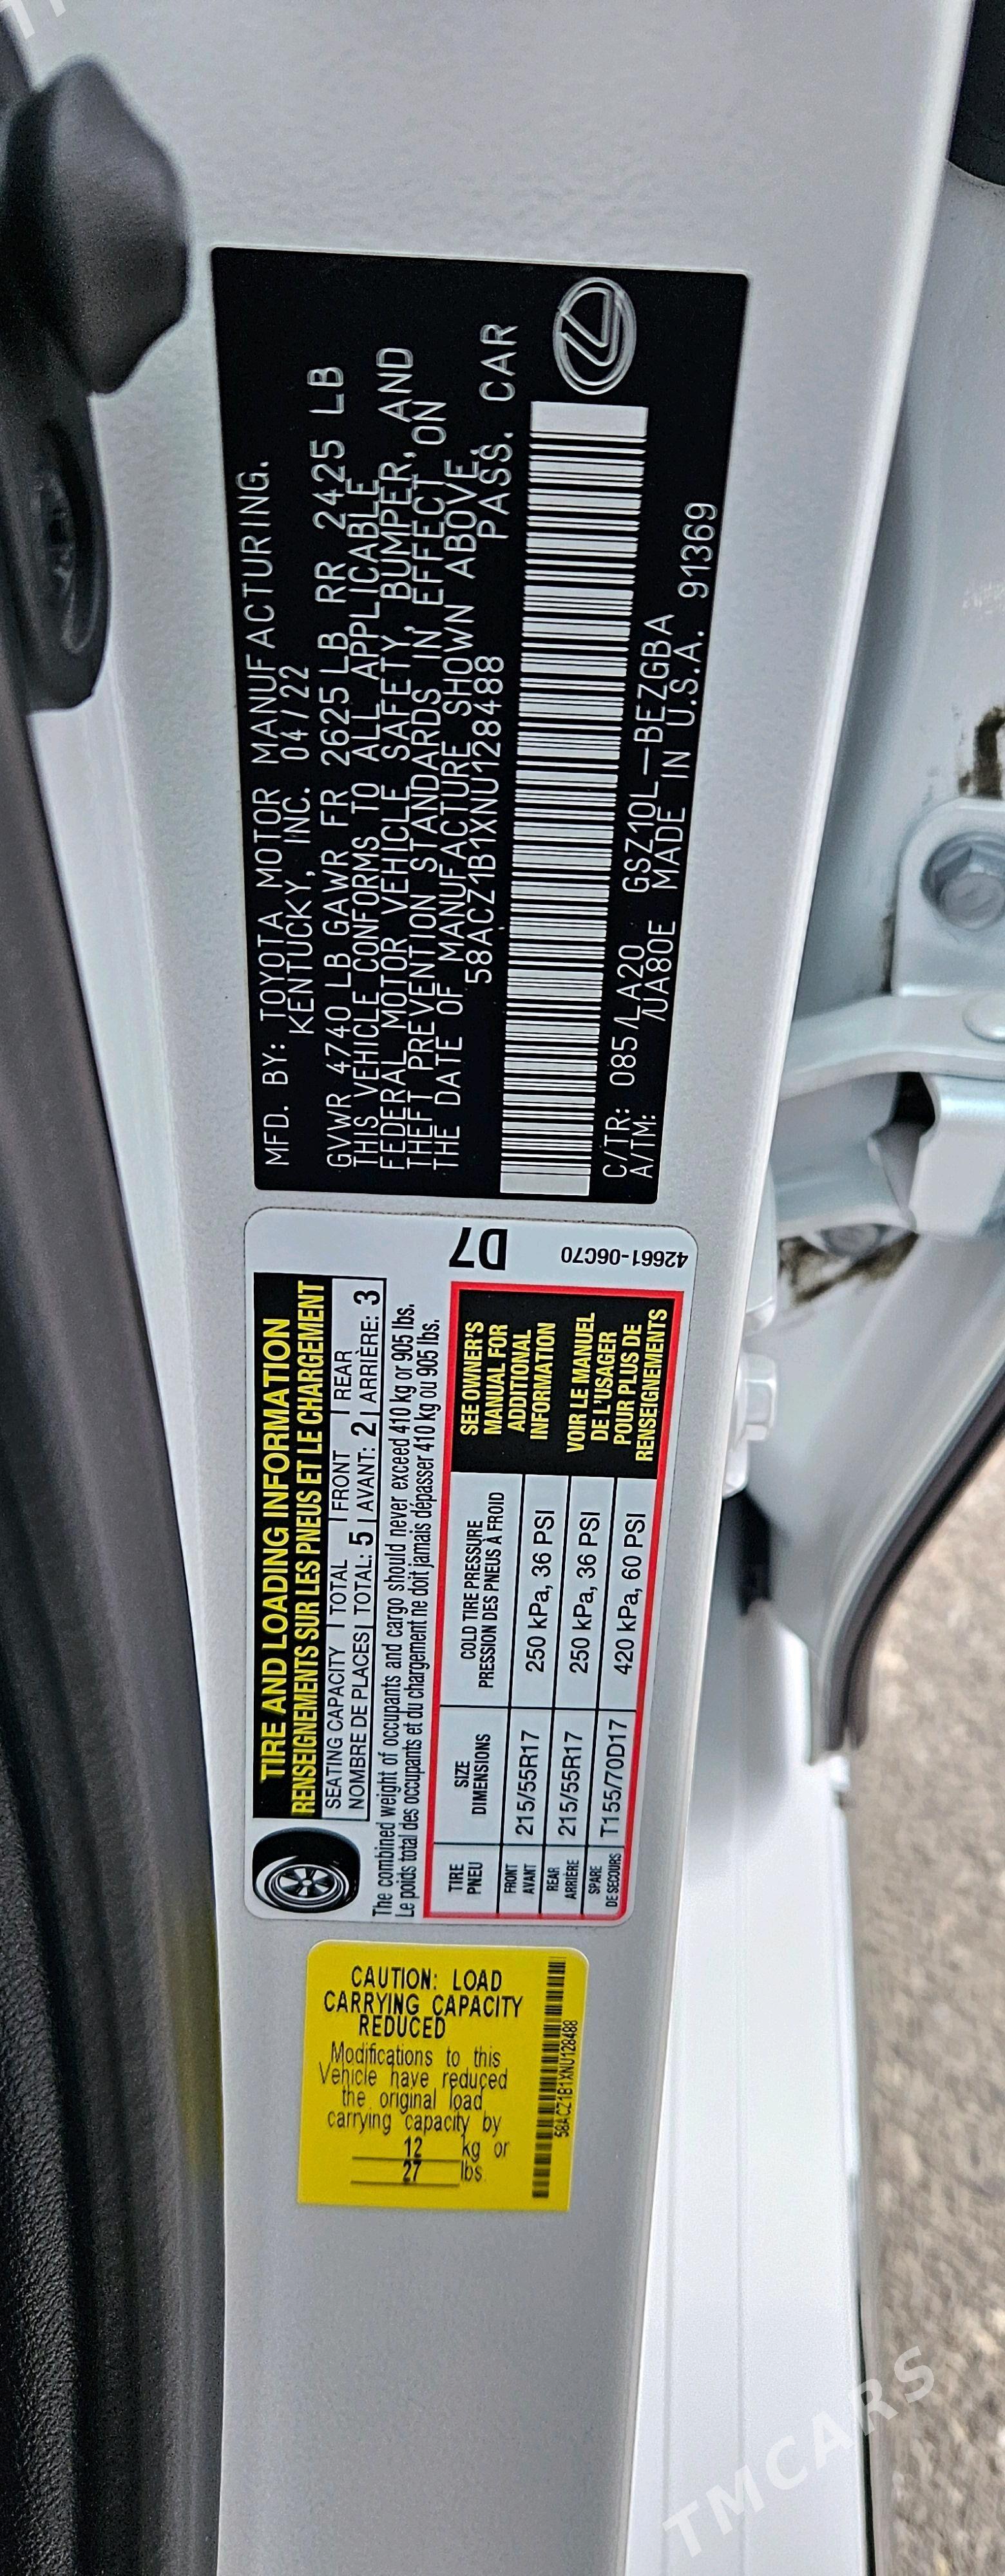 MFD. BY: TOYOTA MOTOR MANUFACTURING.
KENTUCKY, INC. 04/22
GVWR 4740 LB GAWR FR 2625 LB RR 2425 LB
THIS VEHICLE CONFORMS TO ALL APPLICABLE
FEDERAL MOTOR VEHICLE SAFETY, BUMPER, AND
THEFT PREVENTION STANDARDS IN EFFECT ON
THE DATE OF MANUFACTURE SHOWN ABOVE.
58ACZ1B1XNU128488 PASS. CAR
C/TR: 085/LA20 GSZ10L-BEZGBA
A/TM: /UA80E MADE IN U.S.A. 91369
D7
42661-06C70
TIRE AND LOADING INFORMATION
RENSEIGNEMENTS SUR LES PNEUS ET LE CHARGEMENT
SEATING CAPACITY TOTAL FRONT REAR
NOMBRE DE PLACES TOTAL: 5 AVANT: 2 ARRIÈRE: 3
The combined weight of occupants and cargo should never exceed 410 kg or 905 lbs.
Le poids total des occupants et du chargement ne doit jamais dépasser 410 kg ou 905 lbs.
TIRE PNEU
SIZE DIMENSIONS
COLD TIRE PRESSURE
PRESSION DES PNEUS À FROID
FRONT AVANT 215/55R17 250 kPa, 36 PSI
REAR ARRIÈRE 215/55R17 250 kPa, 36 PSI
SPARE DE SECOURS T155/70D17 420 kPa, 60 PSI
SEE OWNER'S
MANUAL FOR
ADDITIONAL
INFORMATION
VOIR LE MANUEL
DE L'USAGER
POUR PLUS DE
RENSEIGNEMENTS
CAUTION: LOAD
CARRYING CAPACITY
REDUCED
Modifications to this
Vehicle have reduced
the original load
carrying capacity by
12 kg or
27 lbs.
58ACZ1B1XNU128488
TMCARS